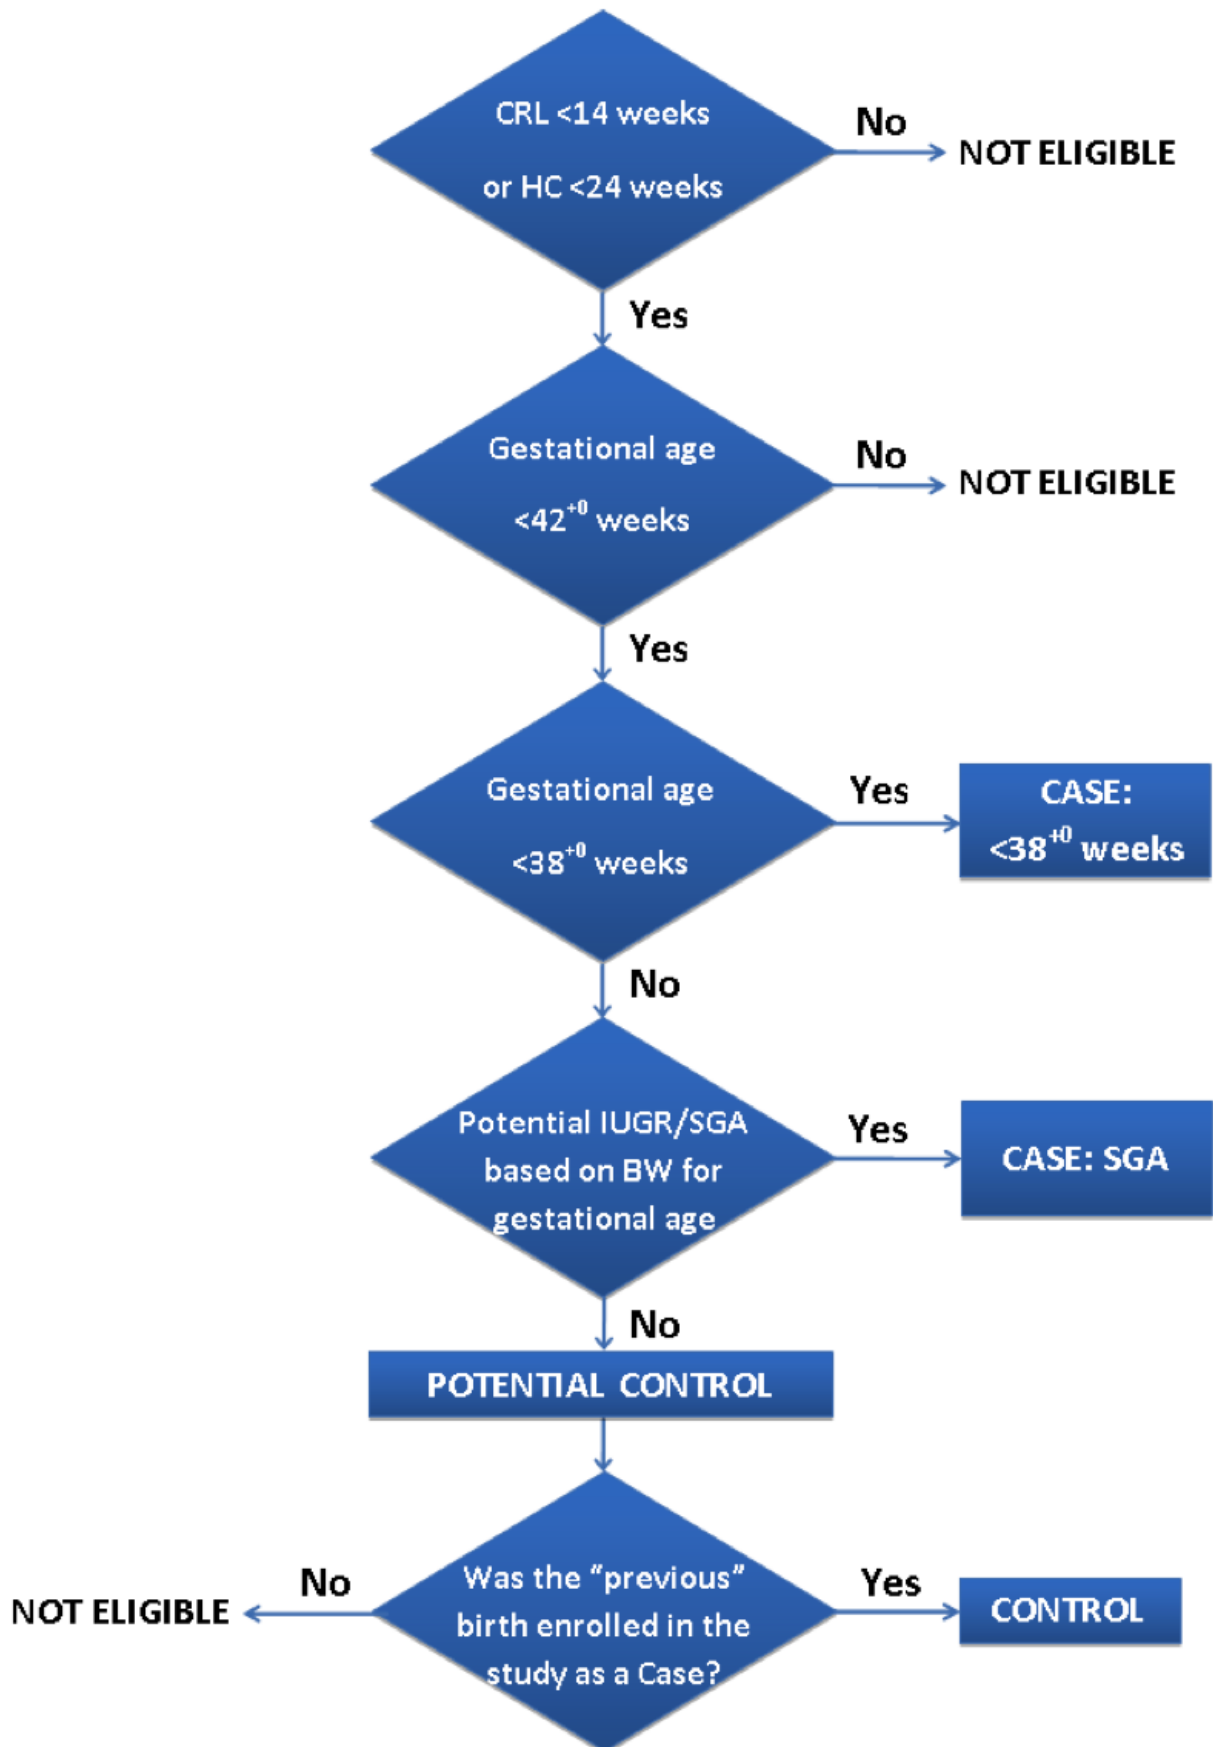 CRL <14 weeks
or HC <24 weeks
No
NOT ELIGIBLE
Yes
Gestational age
<42⁺⁰ weeks
No
NOT ELIGIBLE
Yes
Gestational age
<38⁺⁰ weeks
Yes
CASE:
<38⁺⁰ weeks
No
Potential IUGR/SGA
based on BW for
gestational age
Yes
CASE: SGA
No
POTENTIAL CONTROL
Was the “previous”
birth enrolled in the
study as a Case?
No
NOT ELIGIBLE
Yes
CONTROL